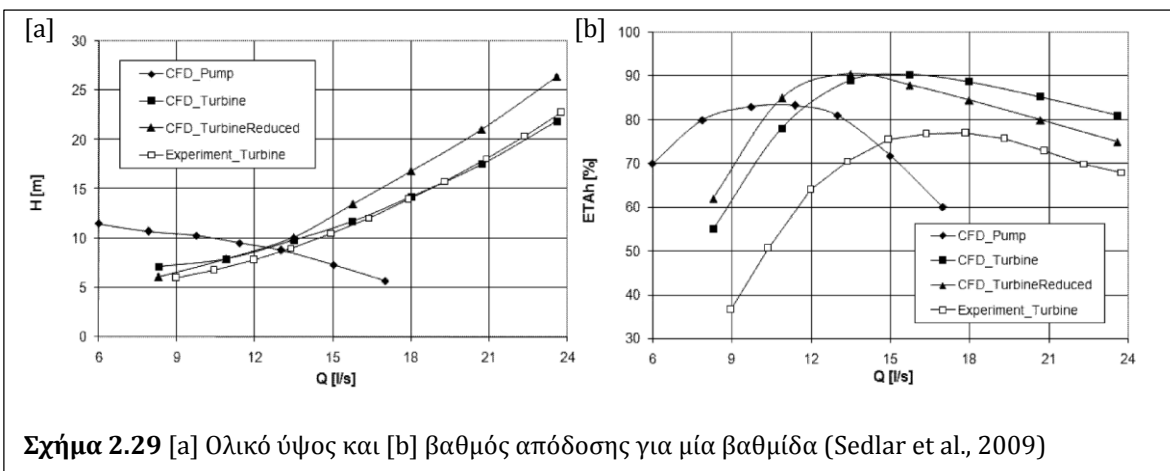 [a]
30
25
20
15
10
5
0
H [m]
CFD_Pump
CFD_Turbine
CFD_TurbineReduced
Experiment_Turbine
6 9 12 15 18 21 24
Q [l/s]
[b]
100
90
80
70
60
50
40
30
ETAh [%]
CFD_Pump
CFD_Turbine
CFD_TurbineReduced
Experiment_Turbine
6 9 12 15 18 21 24
Q [l/s]
Σχήμα 2.29 [a] Ολικό ύψος και [b] βαθμός απόδοσης για μία βαθμίδα (Sedlar et al., 2009)